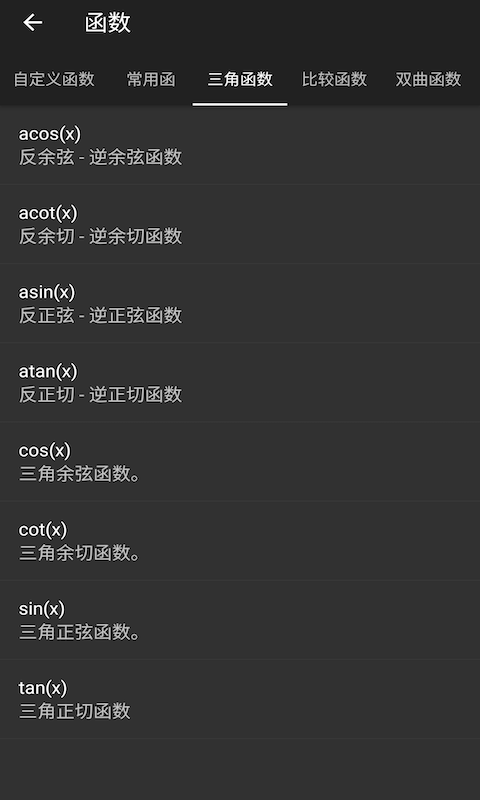 函数
自定义函数 常用函 三角函数 比较函数 双曲函数
acos(x)
反余弦 - 逆余弦函数
acot(x)
反余切 - 逆余切函数
asin(x)
反正弦 - 逆正弦函数
atan(x)
反正切 - 逆正切函数
cos(x)
三角余弦函数。
cot(x)
三角余切函数。
sin(x)
三角正弦函数。
tan(x)
三角正切函数